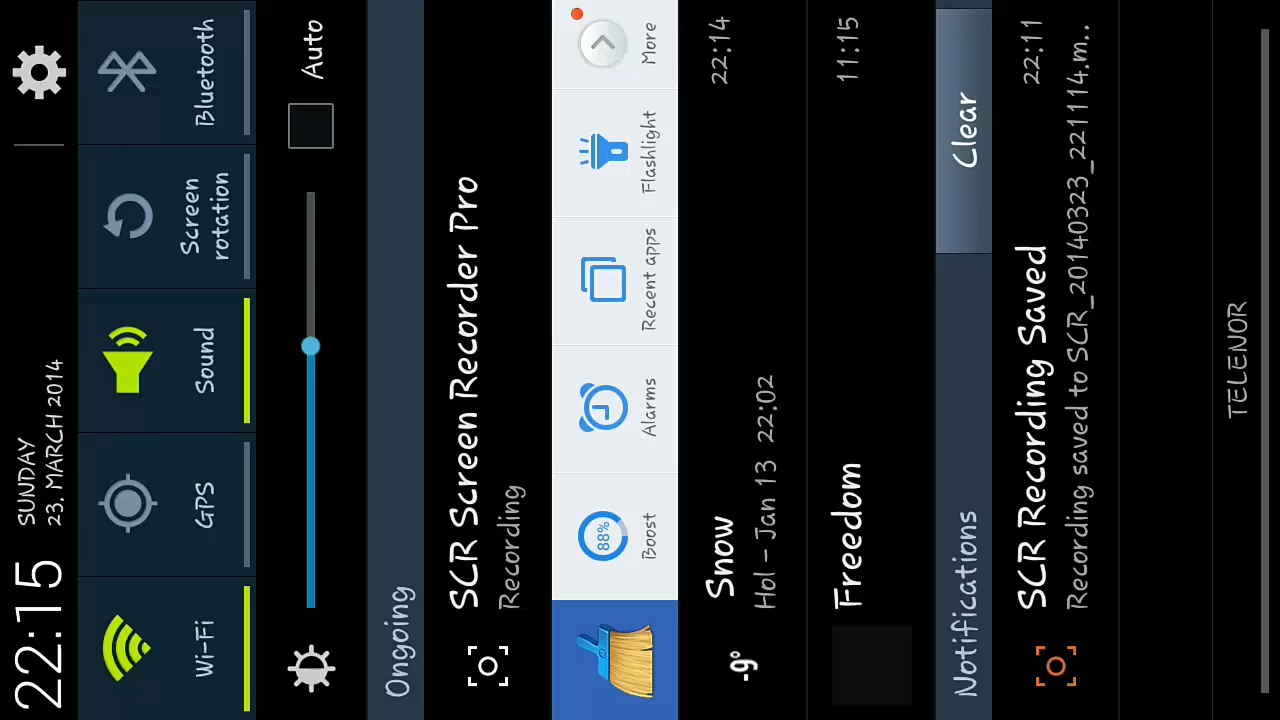 22:15
SUNDAY
23. MARCH 2014
Wi-Fi
GPS
Sound
Screen
rotation
Bluetooth
Auto
Ongoing
SCR Screen Recorder Pro
Recording
88%
Boost
Alarms
Recent apps
Flashlight
More
-9°
Snow
22:14
Hol - Jan 13 22:02
Freedom
11:15
Notifications
Clear
SCR Recording Saved
22:11
Recording saved to SCR_20140323_221114.m..
TELENOR